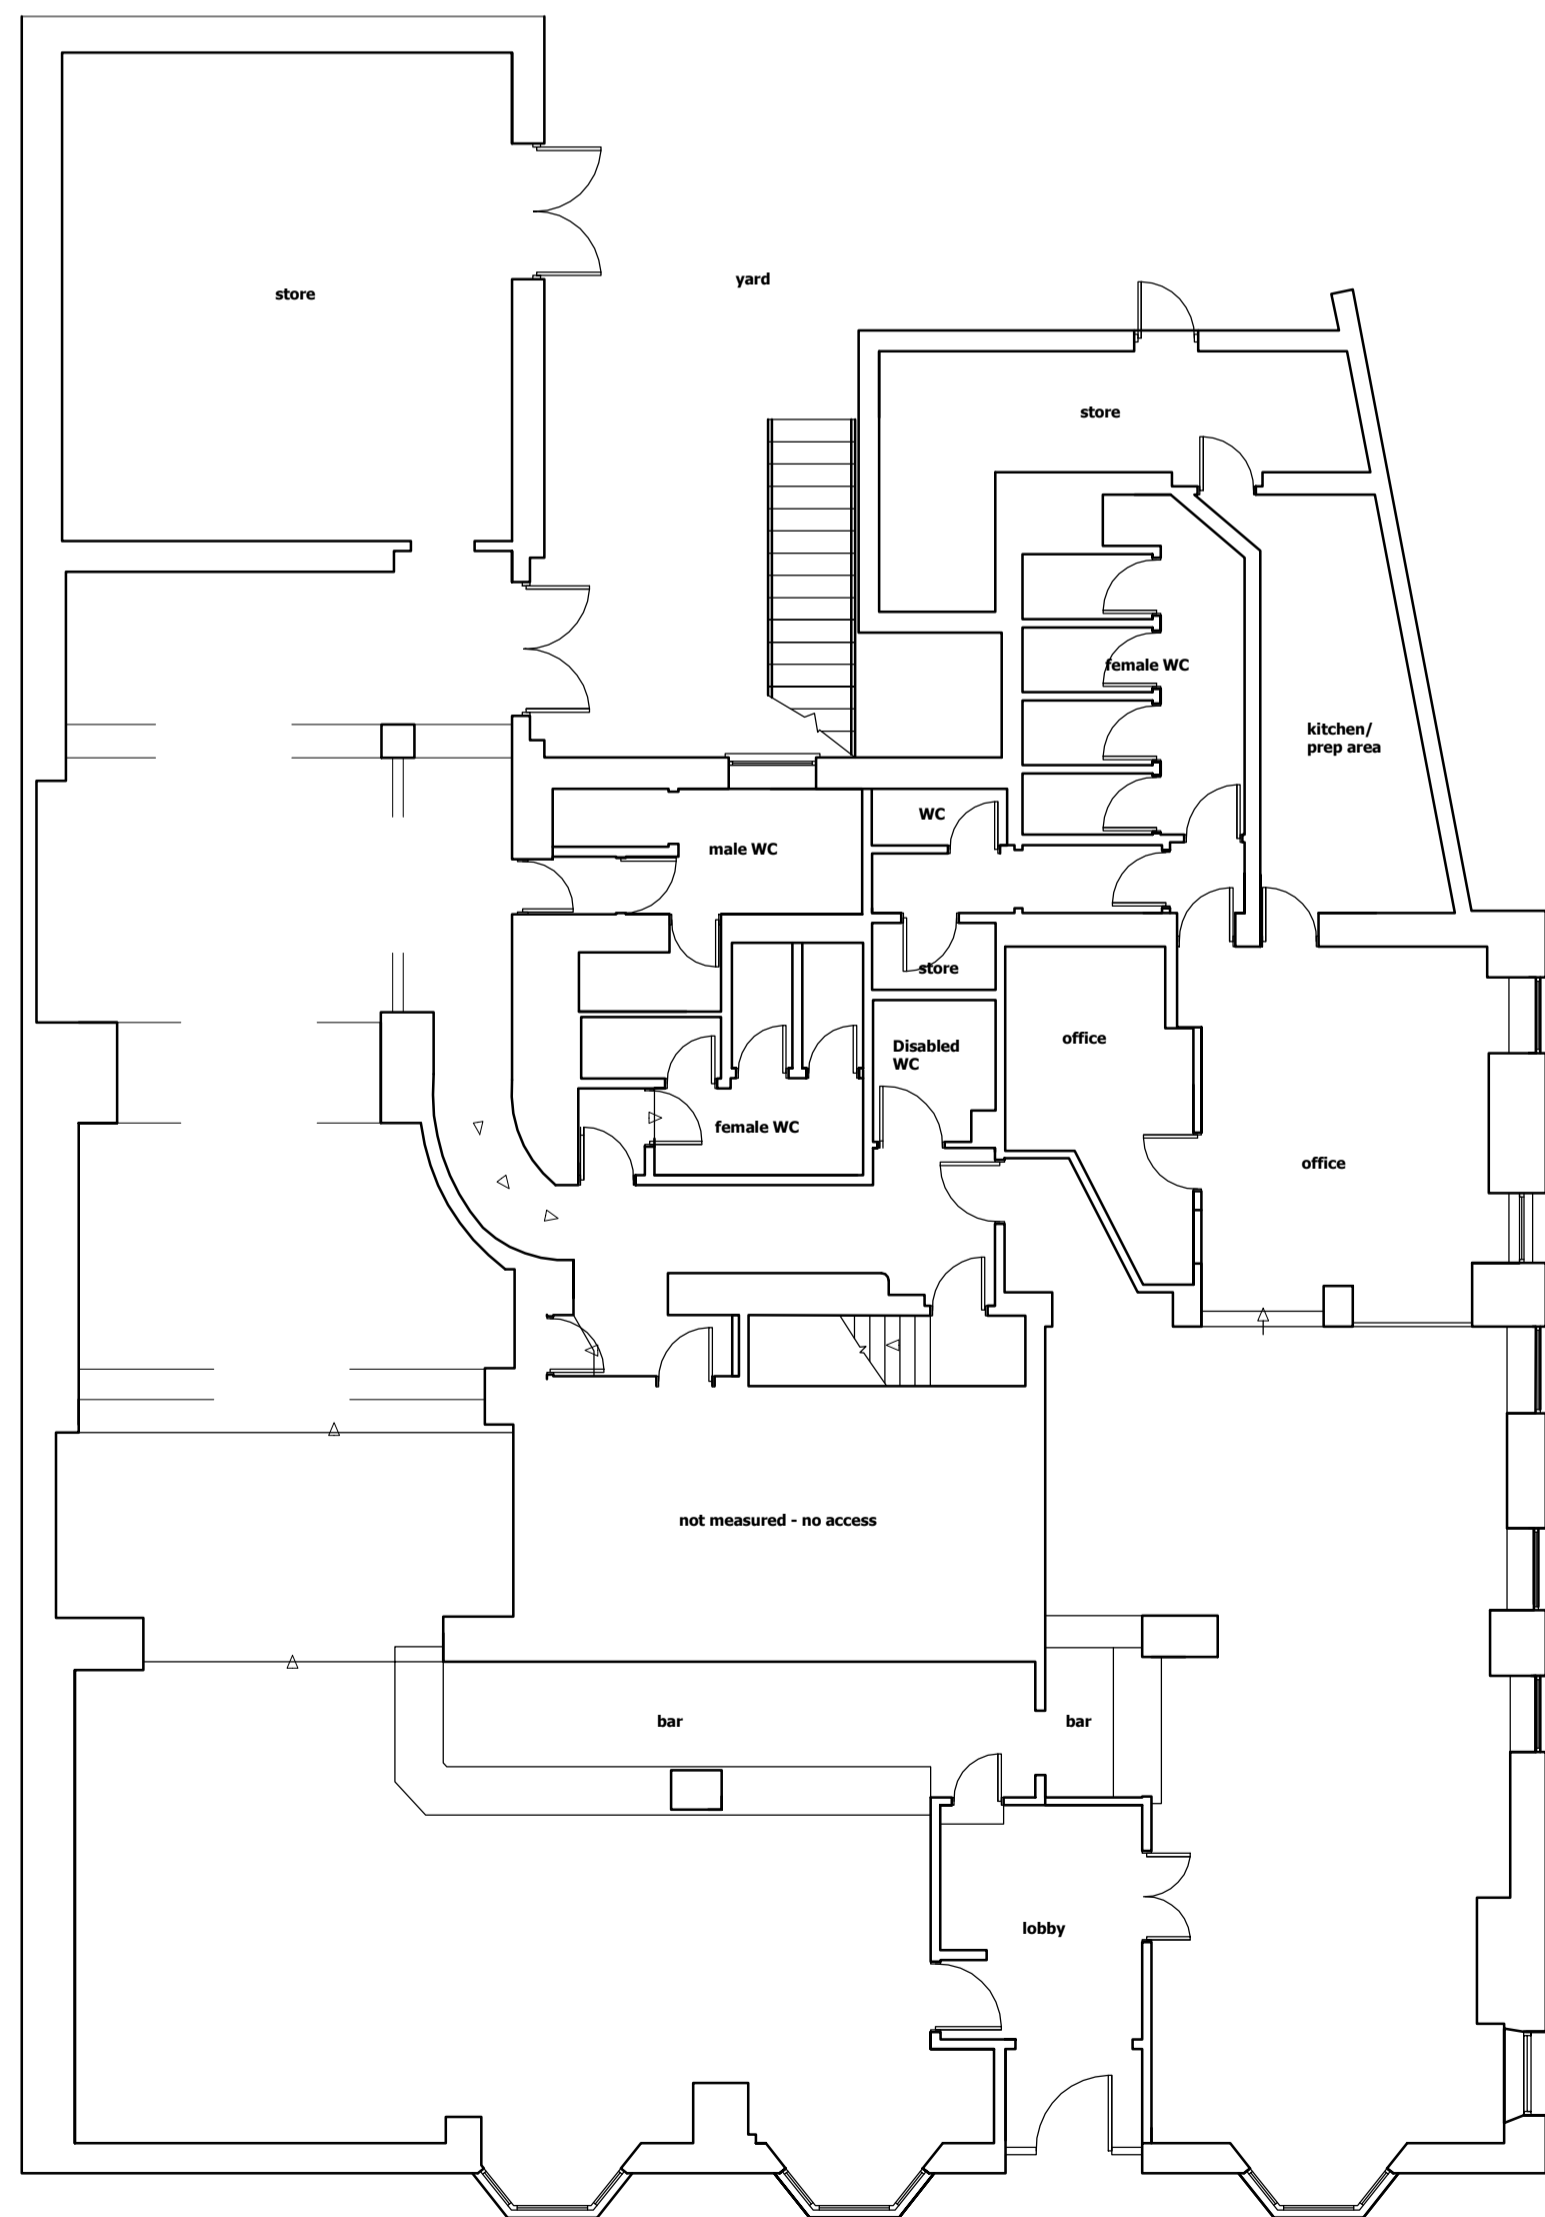 yard
store
store
female WC
kitchen/
prep area
WC
male WC
store
office
Disabled
WC
female WC
office
not measured - no access
bar
bar
lobby